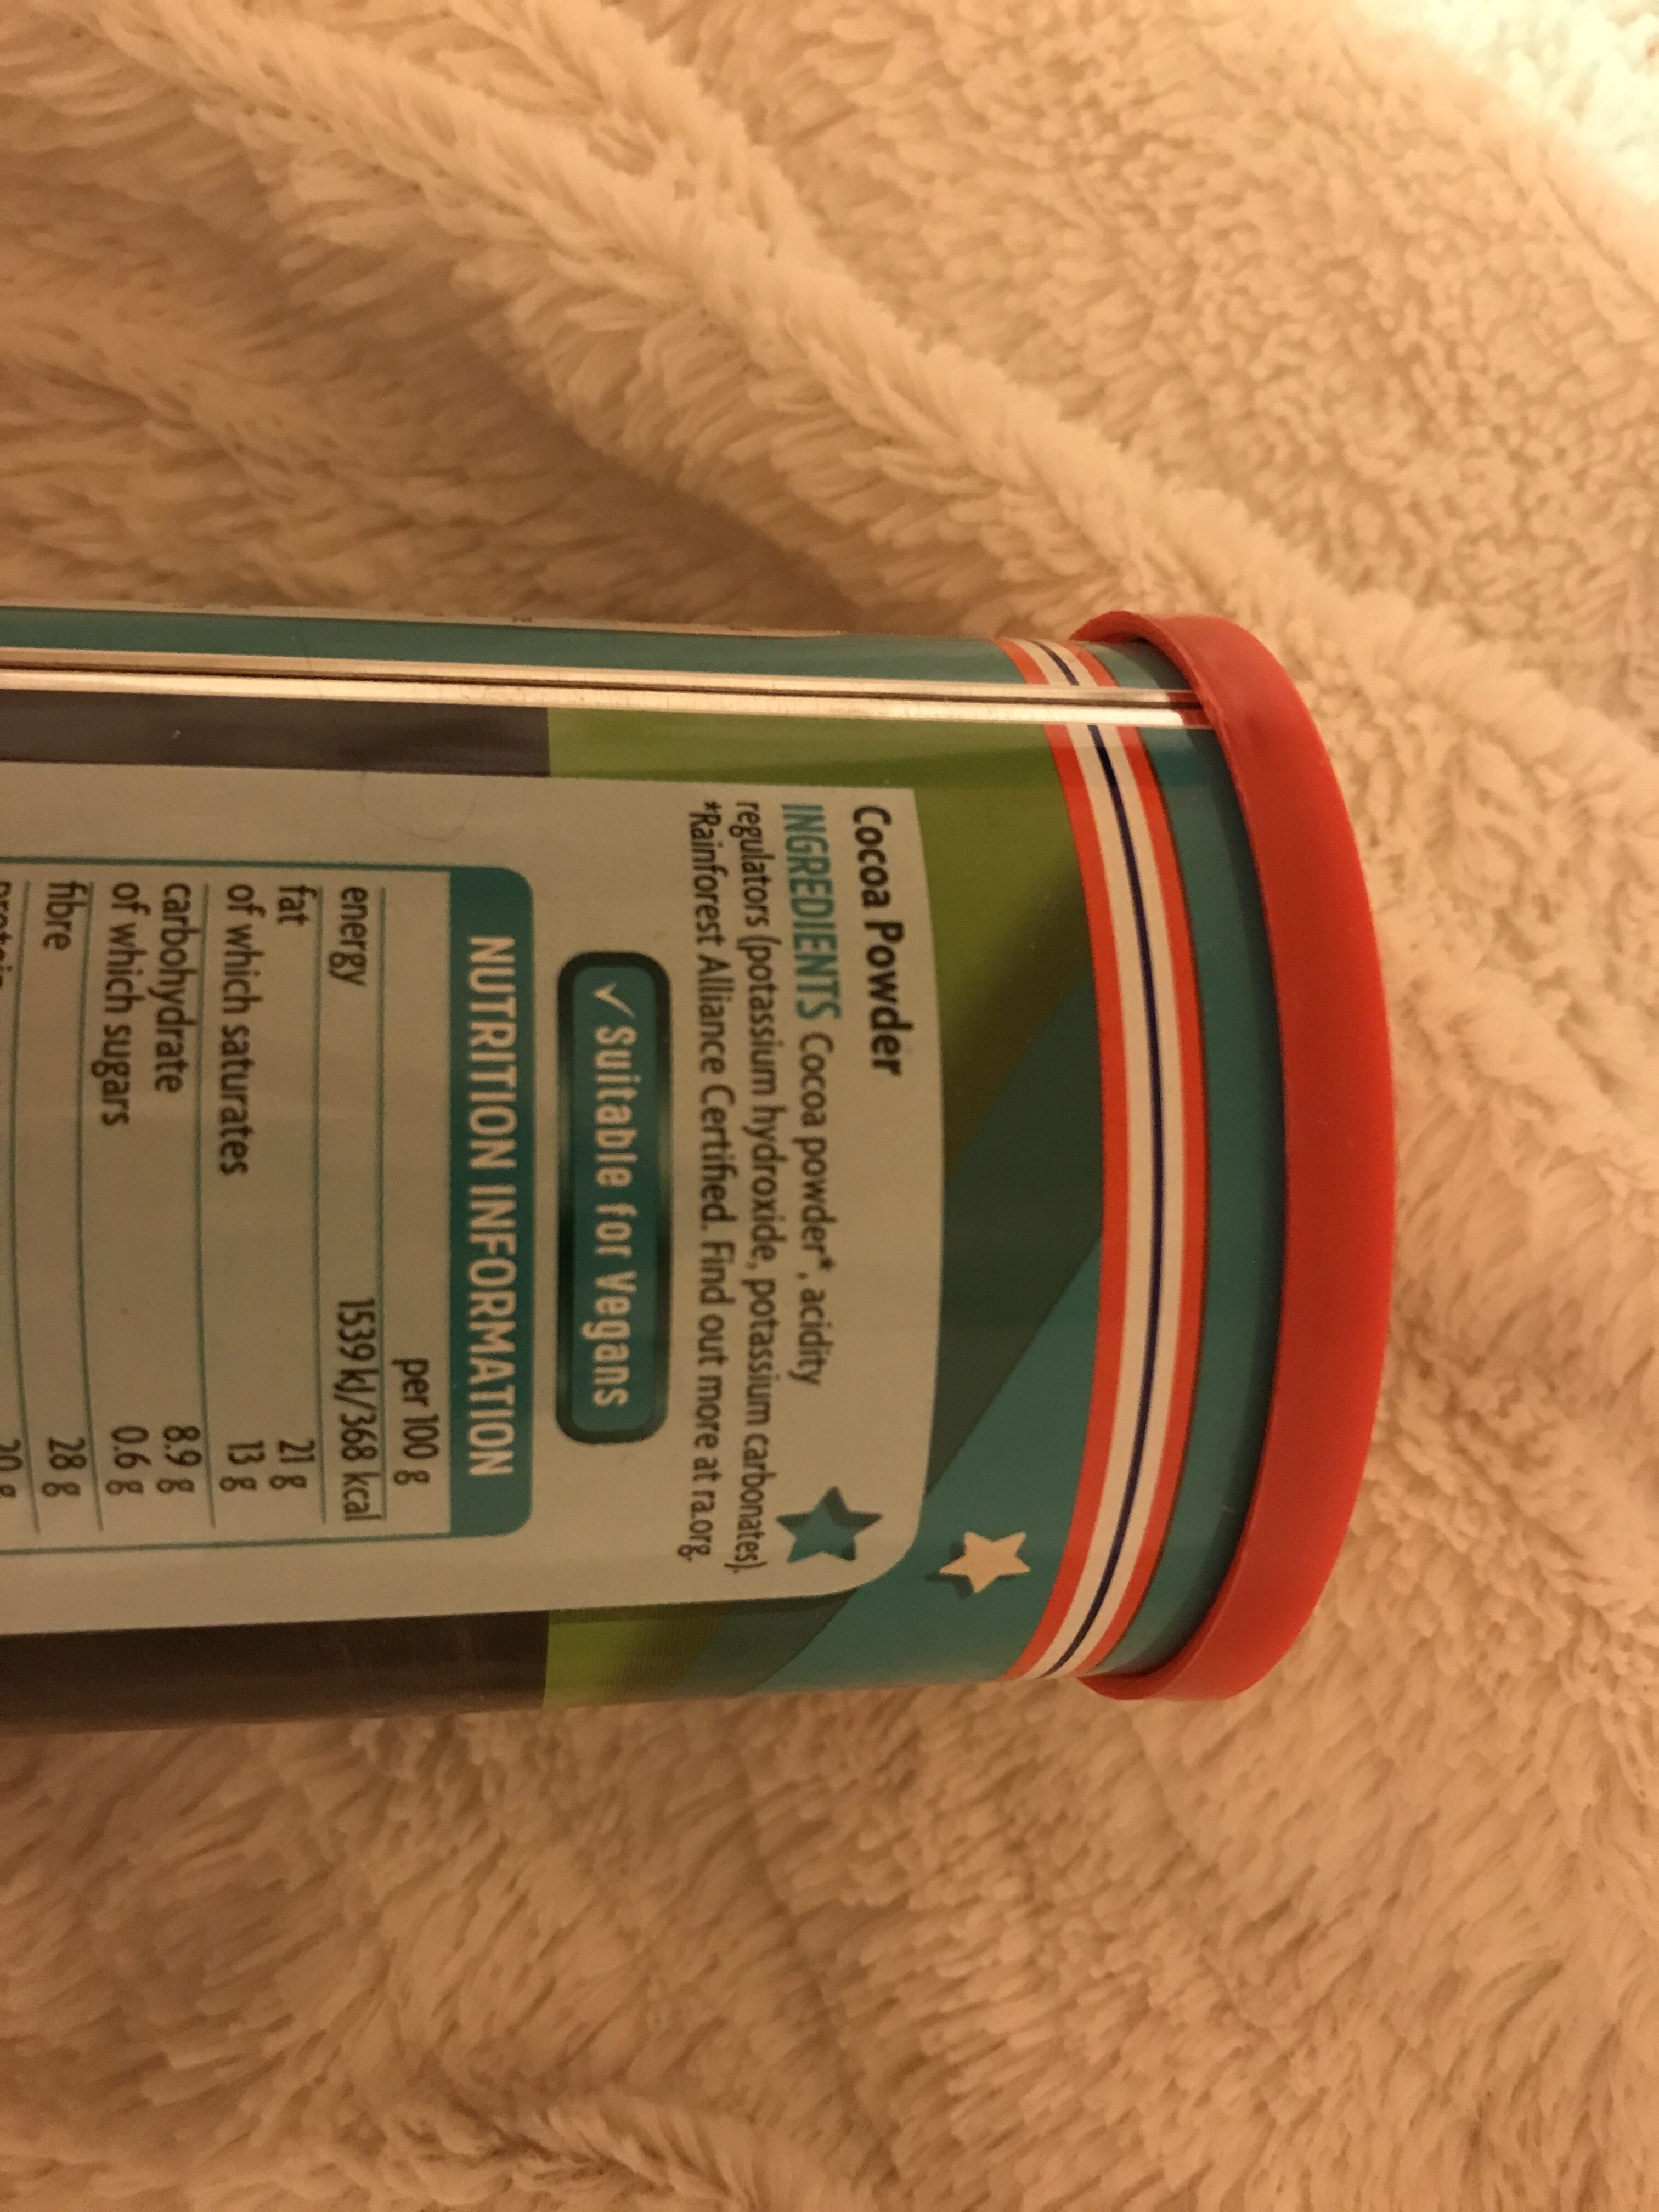 Cocoa Powder
INGREDIENTS Cocoa powder*, acidity
regulators (potassium hydroxide, potassium carbonates).
*Rainforest Alliance Certified. Find out more at ra.org.
✓ Suitable for Vegans
NUTRITION INFORMATION
per 100 g
energy 1539 kJ/368 kcal
fat 21 g
of which saturates 13 g
carbohydrate 8.9 g
of which sugars 0.6 g
fibre 28 g